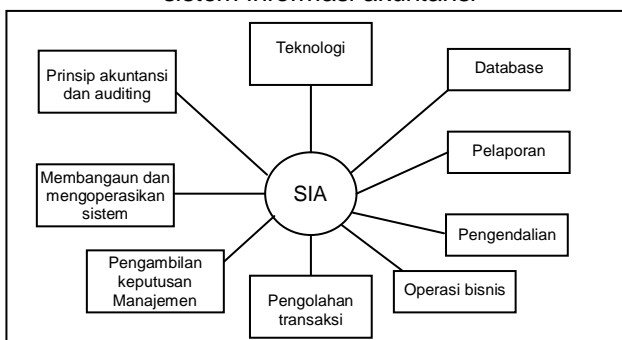 sistem informasi akuntansi
Teknologi
Prinsip akuntansi
dan auditing
Database
Pelaporan
Membangaun dan
mengoperasikan
sistem
SIA
Pengendalian
Pengambilan
keputusan
Manajemen
Operasi bisnis
Pengolahan
transaksi